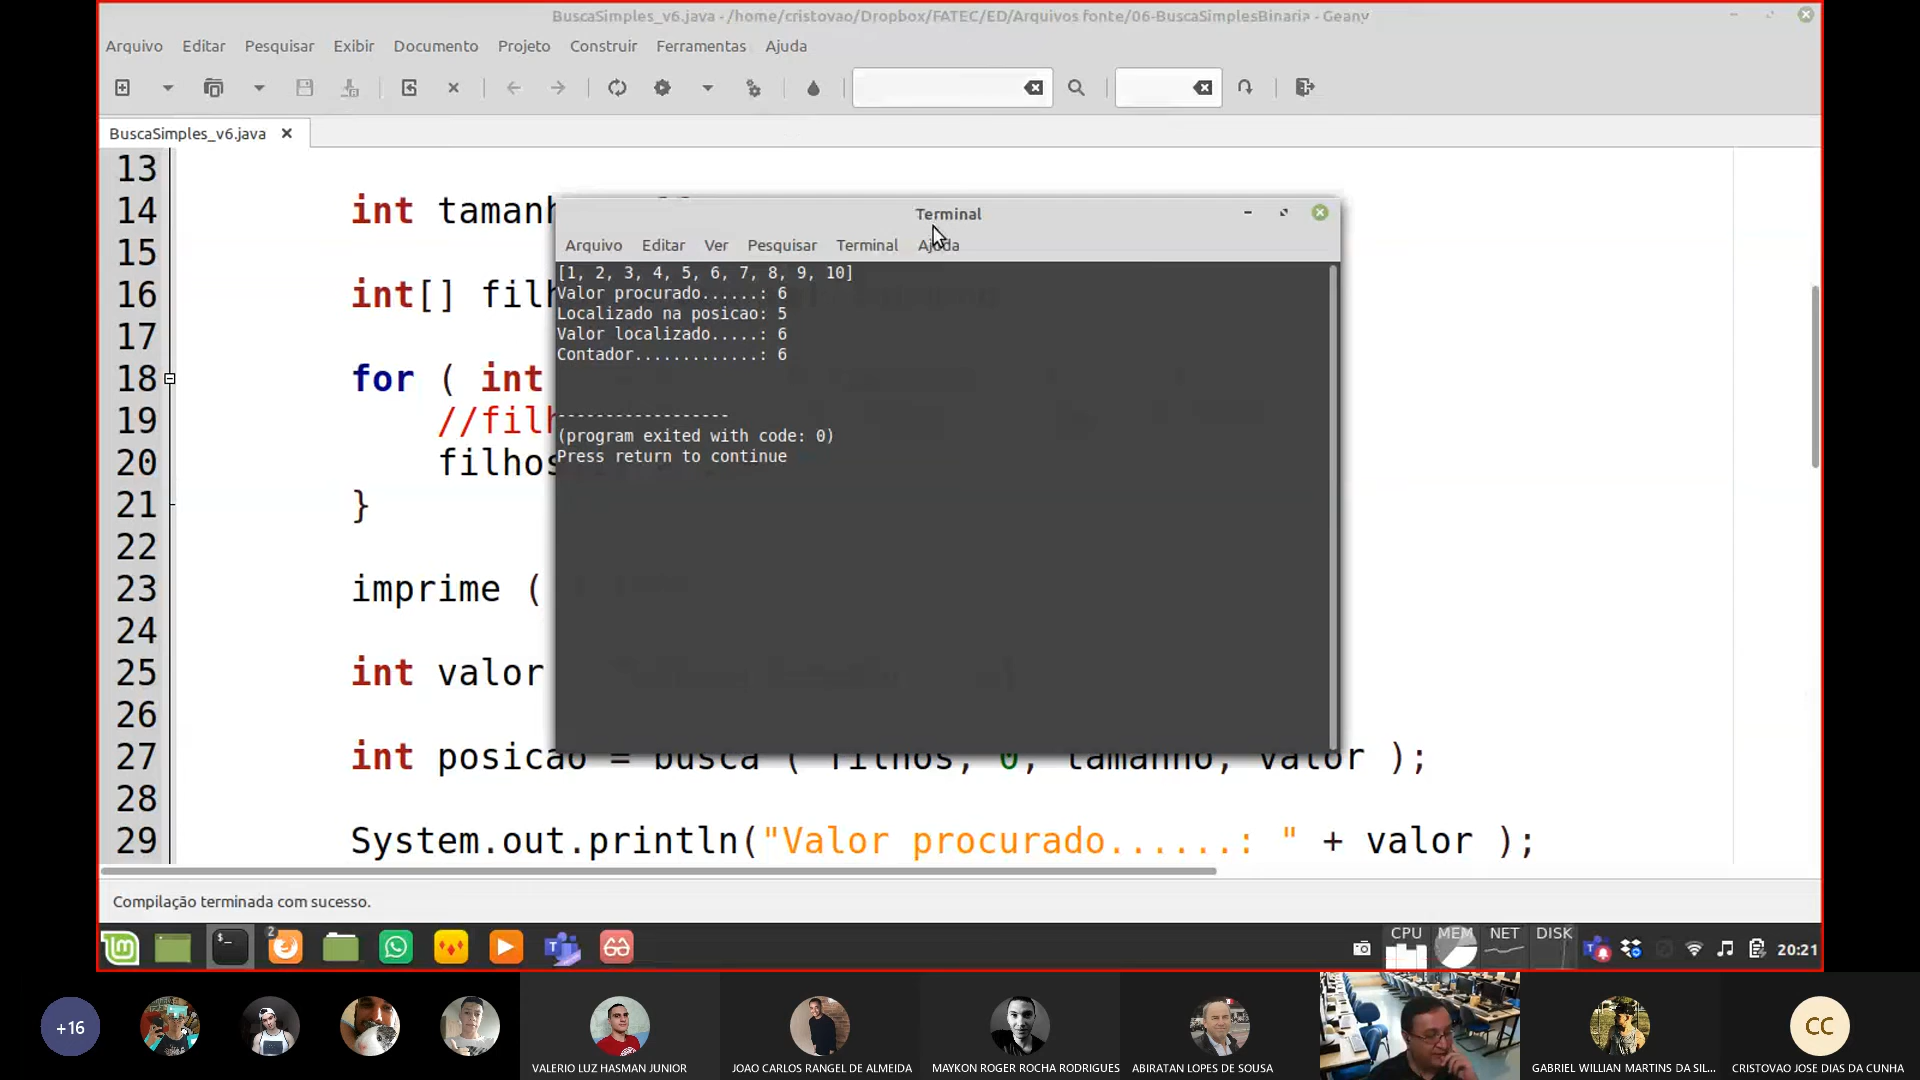 BuscaSimples_v6.java - /home/cristovao/Dropbox/FATEC/ED/Arquivos fonte/06-BuscaSimplesBinaria - Geany
Arquivo Editar Pesquisar Exibir Documento Projeto Construir Ferramentas Ajuda
BuscaSimples_v6.java
13
14 int tamanh
15
16 int[] filh
17
18 for ( int
19 //filh
20 filhos
21 }
22
23 imprime (
24
25 int valor
26
27 int posicao = busca ( filhos, 0, tamanho, valor );
28
29 System.out.println("Valor procurado......: " + valor );
Terminal
Arquivo Editar Ver Pesquisar Terminal Ajuda
[1, 2, 3, 4, 5, 6, 7, 8, 9, 10]
Valor procurado......: 6
Localizado na posicao: 5
Valor localizado.....: 6
Contador.............: 6
------------------
(program exited with code: 0)
Press return to continue
Compilação terminada com sucesso.
2
CPU MEM NET DISK
20:21
+16
VALERIO LUZ HASMAN JUNIOR
JOAO CARLOS RANGEL DE ALMEIDA
MAYKON ROGER ROCHA RODRIGUES
ABIRATAN LOPES DE SOUSA
GABRIEL WILLIAN MARTINS DA SIL...
CC
CRISTOVAO JOSE DIAS DA CUNHA